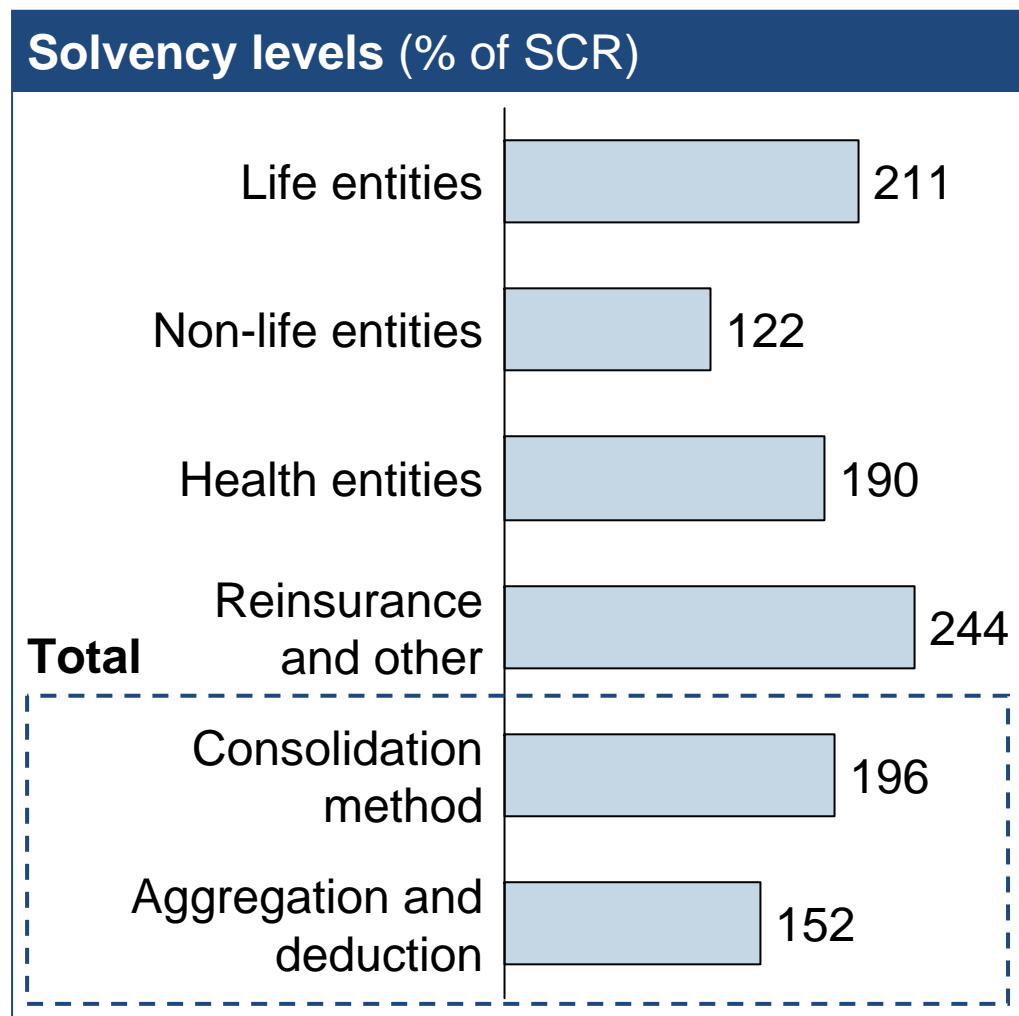 Solvency levels (% of SCR)
Life entities 211
Non-life entities 122
Health entities 190
Reinsurance
and other 244
Total
Consolidation
method 196
Aggregation and
deduction 152